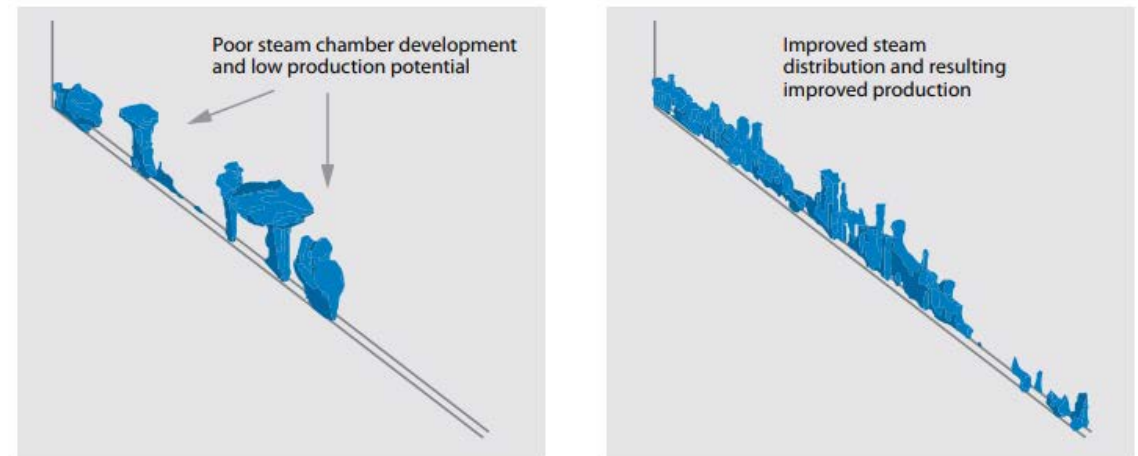 Poor steam chamber development
and low production potential
Improved steam
distribution and resulting
improved production